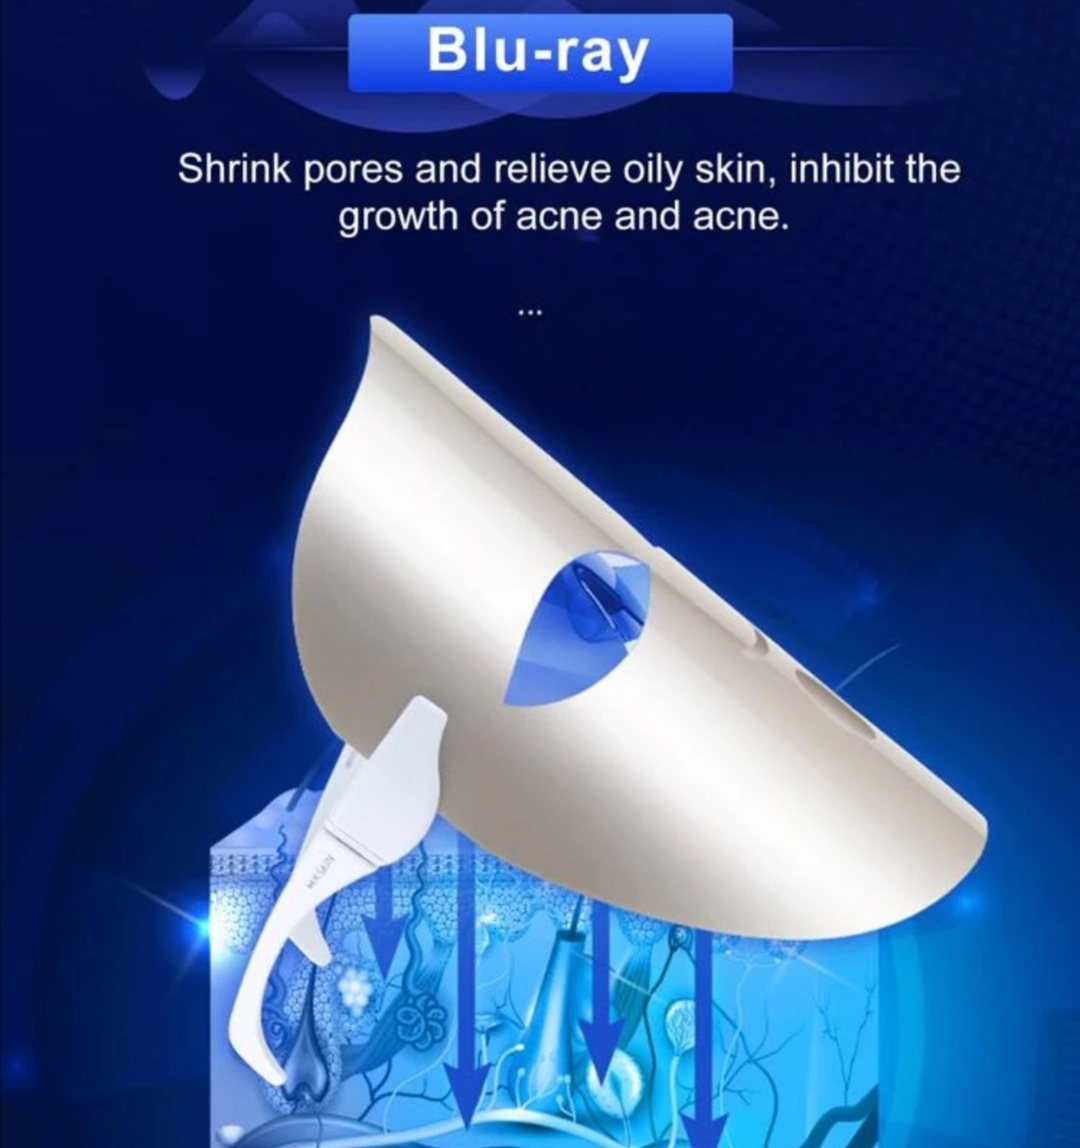 Blu-ray
Shrink pores and relieve oily skin, inhibit the
growth of acne and acne.
...